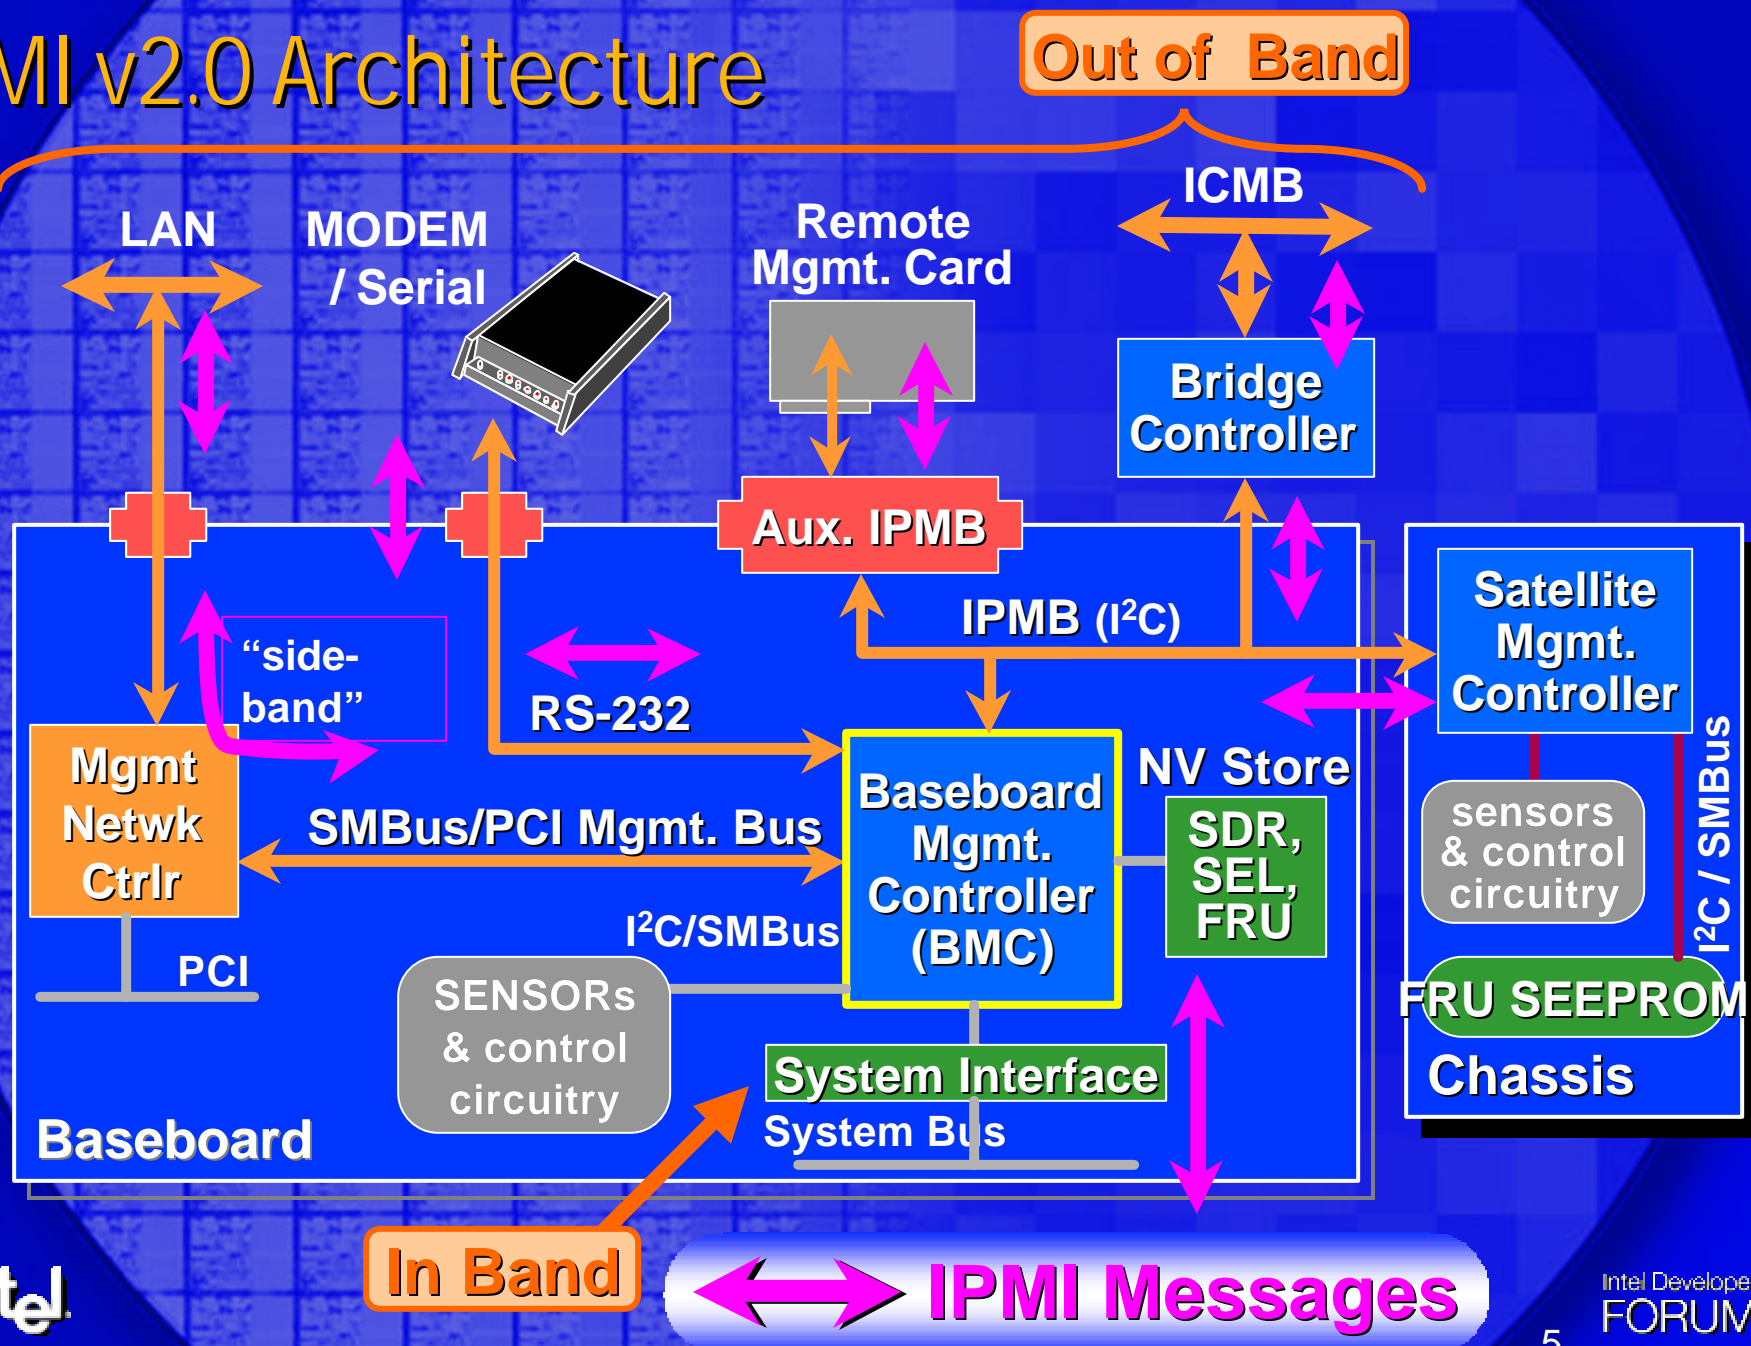 MI v2.0 Architecture
Out of Band
LAN
MODEM
/ Serial
Remote
Mgmt. Card
ICMB
Bridge
Controller
Aux. IPMB
IPMB (I²C)
Satellite
Mgmt.
Controller
"side-
band"
RS-232
Mgmt
Netwk
Ctrlr
SMBus/PCI Mgmt. Bus
Baseboard
Mgmt.
Controller
(BMC)
NV Store
SDR,
SEL,
FRU
sensors
& control
circuitry
I²C / SMBus
I²C/SMBus
PCI
SENSORs
& control
circuitry
FRU SEEPROM
Chassis
System Interface
System Bus
Baseboard
In Band
IPMI Messages
tel.
Intel Develope
FORUM
5